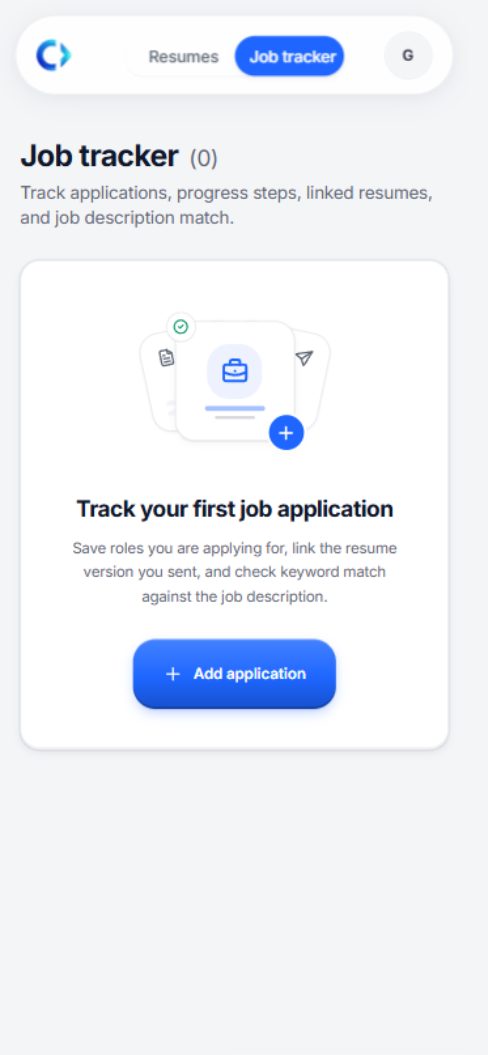 Resumes
Job tracker
G
Job tracker (0)
Track applications, progress steps, linked resumes,
and job description match.
Track your first job application
Save roles you are applying for, link the resume
version you sent, and check keyword match
against the job description.
Add application